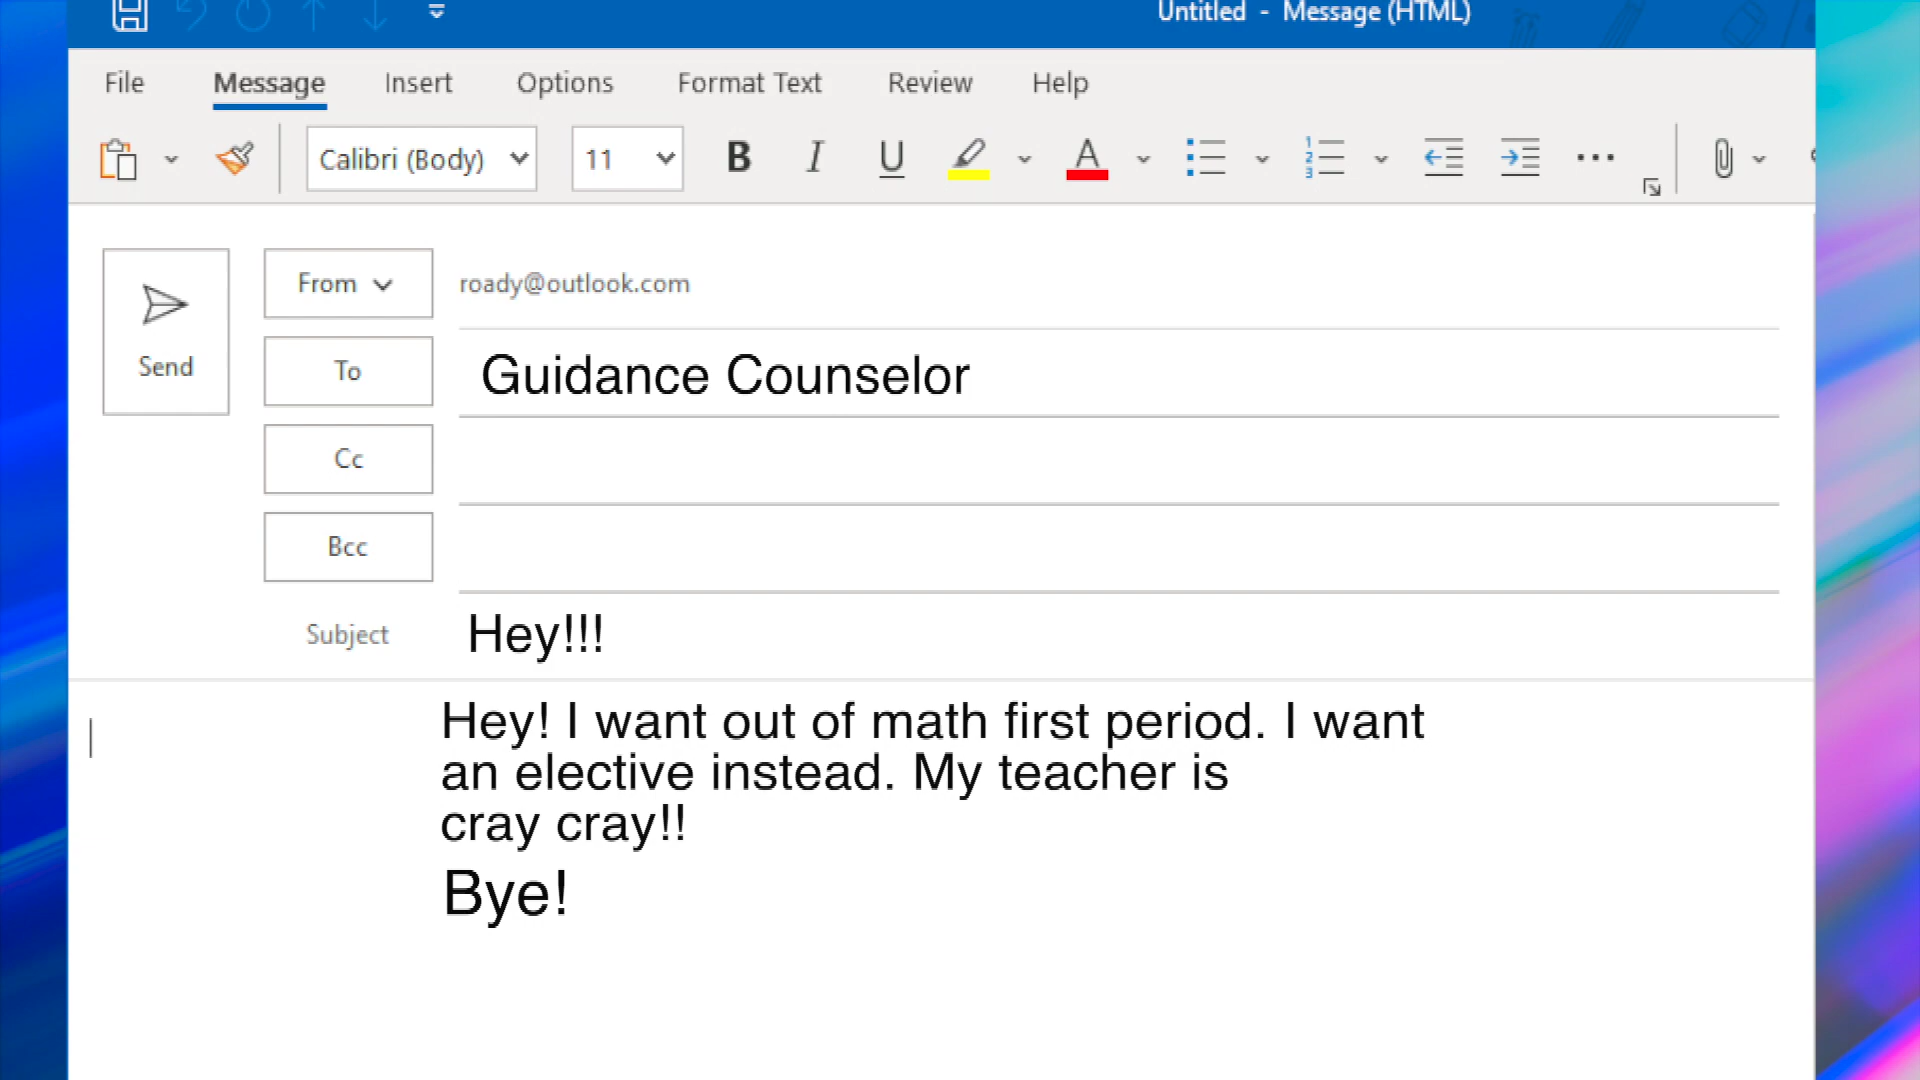 Untitled - Message (HTML)
File Message Insert Options Format Text Review Help
Calibri (Body) 11 B I U A
From roady@outlook.com
Send
To Guidance Counselor
Cc
Bcc
Subject Hey!!!
Hey! I want out of math first period. I want
an elective instead. My teacher is
cray cray!!
Bye!